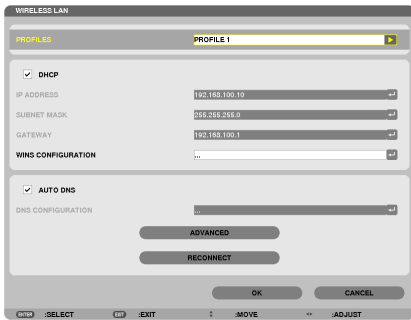 WIRELESS LAN
PROFILES PROFILE 1
DHCP
IP ADDRESS 192.168.100.10
SUBNET MASK 255.255.255.0
GATEWAY 192.168.100.1
WINS CONFIGURATION ...
AUTO DNS
DNS CONFIGURATION ...
ADVANCED
RECONNECT
OK CANCEL
ENTER :SELECT EXIT :EXIT :MOVE :ADJUST